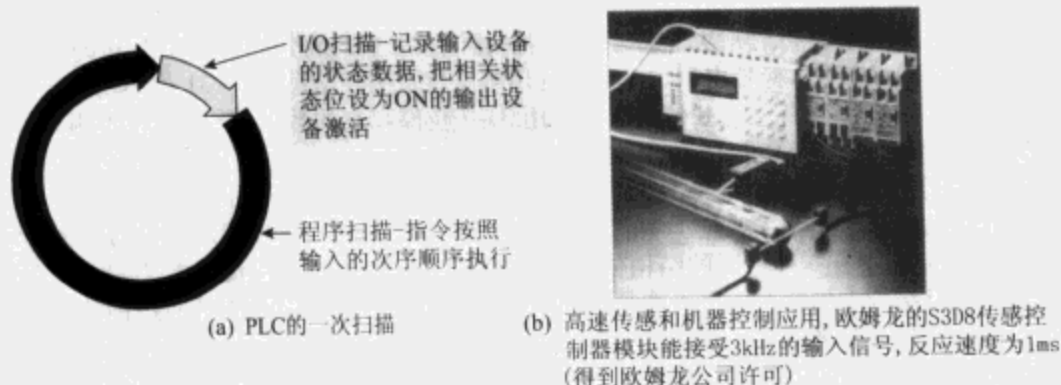 I/O扫描-记录输入设备
的状态数据,把相关状
态位设为ON的输出设
备激活
程序扫描-指令按照
输入的次序顺序执行
(a) PLC的一次扫描
(b) 高速传感和机器控制应用,欧姆龙的S3D8传感控
制器模块能接受3kHz的输入信号,反应速度为1ms
(得到欧姆龙公司许可)